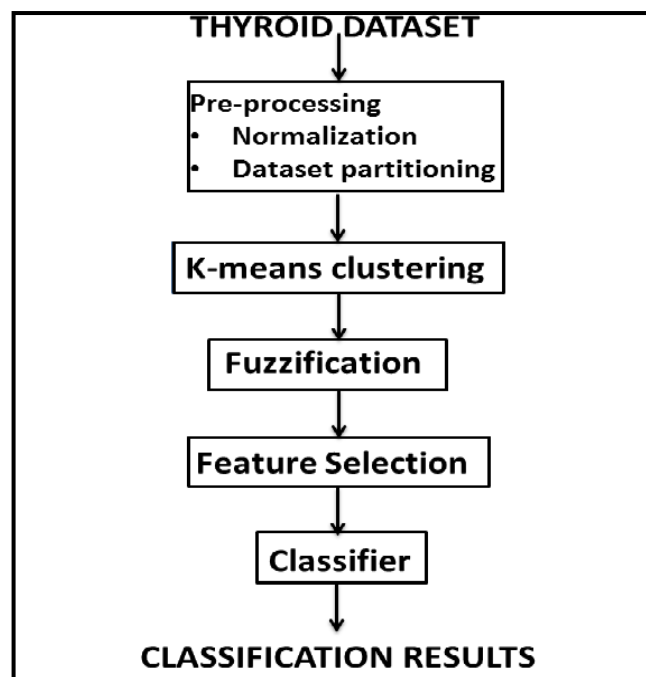 THYROID DATASET
Pre-processing
• Normalization
• Dataset partitioning
K-means clustering
Fuzzification
Feature Selection
Classifier
CLASSIFICATION RESULTS